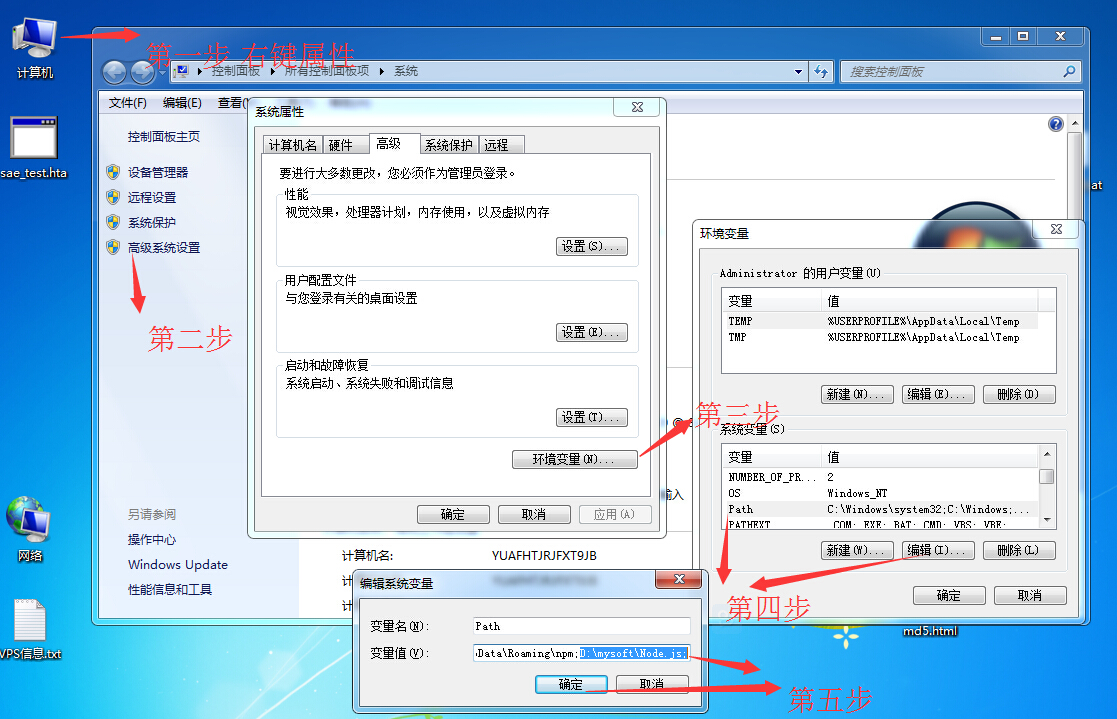 计算机
sae_test.hta
网络
VPS信息.txt
第一步 右键属性
控制面板 所有控制面板项 系统
搜索控制面板
文件(F) 编辑(E) 查看(
控制面板主页
设备管理器
远程设置
系统保护
高级系统设置
第二步
另请参阅
操作中心
Windows Update
性能信息和工具
系统属性
计算机名 硬件 高级 系统保护 远程
要进行大多数更改，您必须作为管理员登录。
性能
视觉效果，处理器计划，内存使用，以及虚拟内存
设置(S)...
用户配置文件
与您登录有关的桌面设置
设置(E)...
启动和故障恢复
系统启动、系统失败和调试信息
设置(T)...
环境变量(N)...
确定 取消 应用(A)
第三步
输入
计算机名: YUAFHTJRJFXT9JB
计
计
at
环境变量
Administrator 的用户变量(U)
变量 值
TEMP %USERPROFILE%\AppData\Local\Temp
TMP %USERPROFILE%\AppData\Local\Temp
新建(N)... 编辑(E)... 删除(D)
系统变量(S)
变量 值
NUMBER_OF_PR... 2
OS Windows_NT
Path C:\Windows\system32;C:\Windows;...
PATHEXT .COM;.EXE;.BAT;.CMD;.VBS;.VBE;
新建(W)... 编辑(I)... 删除(L)
确定 取消
第四步
md5.html
编辑系统变量
变量名(N): Path
变量值(V): Data\Roaming\npm;D:\mysoft\Node.js;
确定 取消
第五步